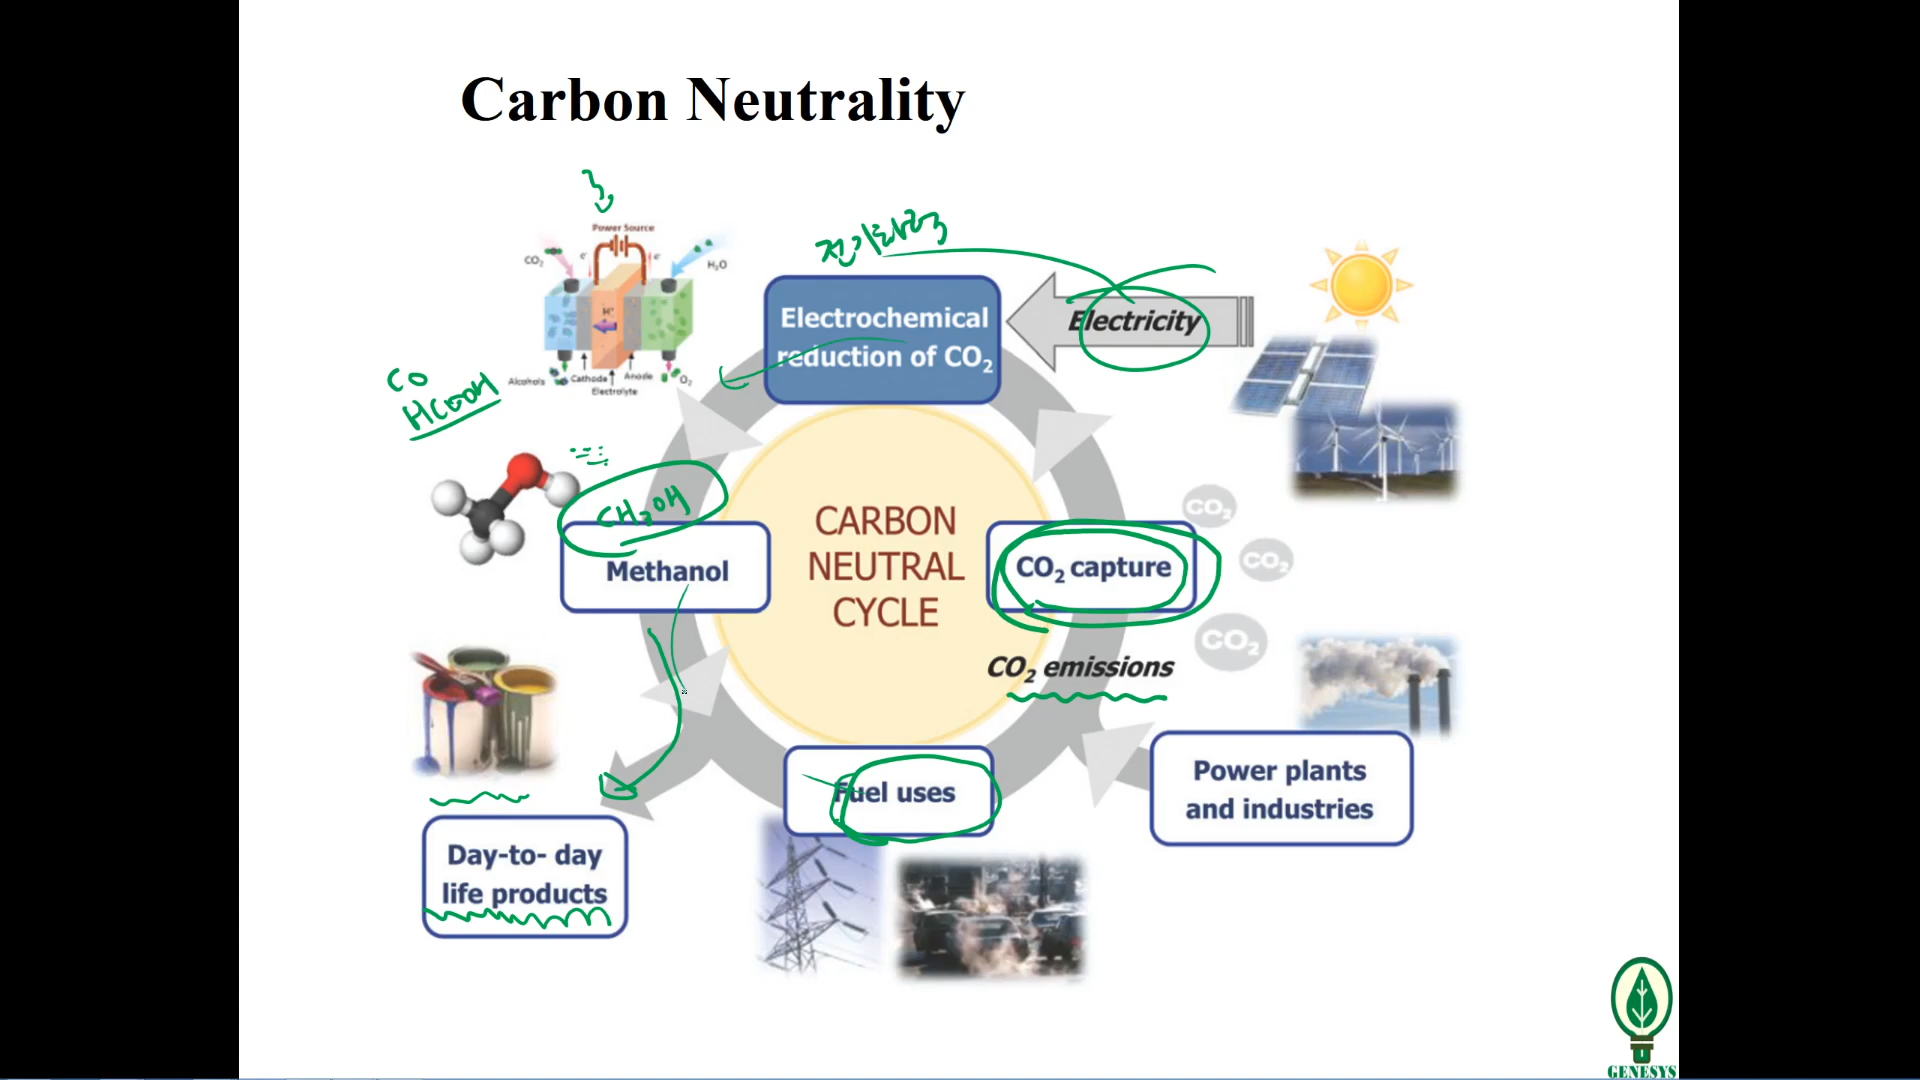 Carbon Neutrality
Power Source
CO₂
e⁻
e⁻
H₂O
H⁺
Alcohols
Cathode
Anode
O₂
Electrolyte
전기화학
Electrochemical
reduction of CO₂
Electricity
CO
HCOOH
CH₃OH
Methanol
CARBON
NEUTRAL
CYCLE
CO₂
CO₂ capture
CO₂
CO₂
CO₂ emissions
Fuel uses
Power plants
and industries
Day-to- day
life products
GENESYS